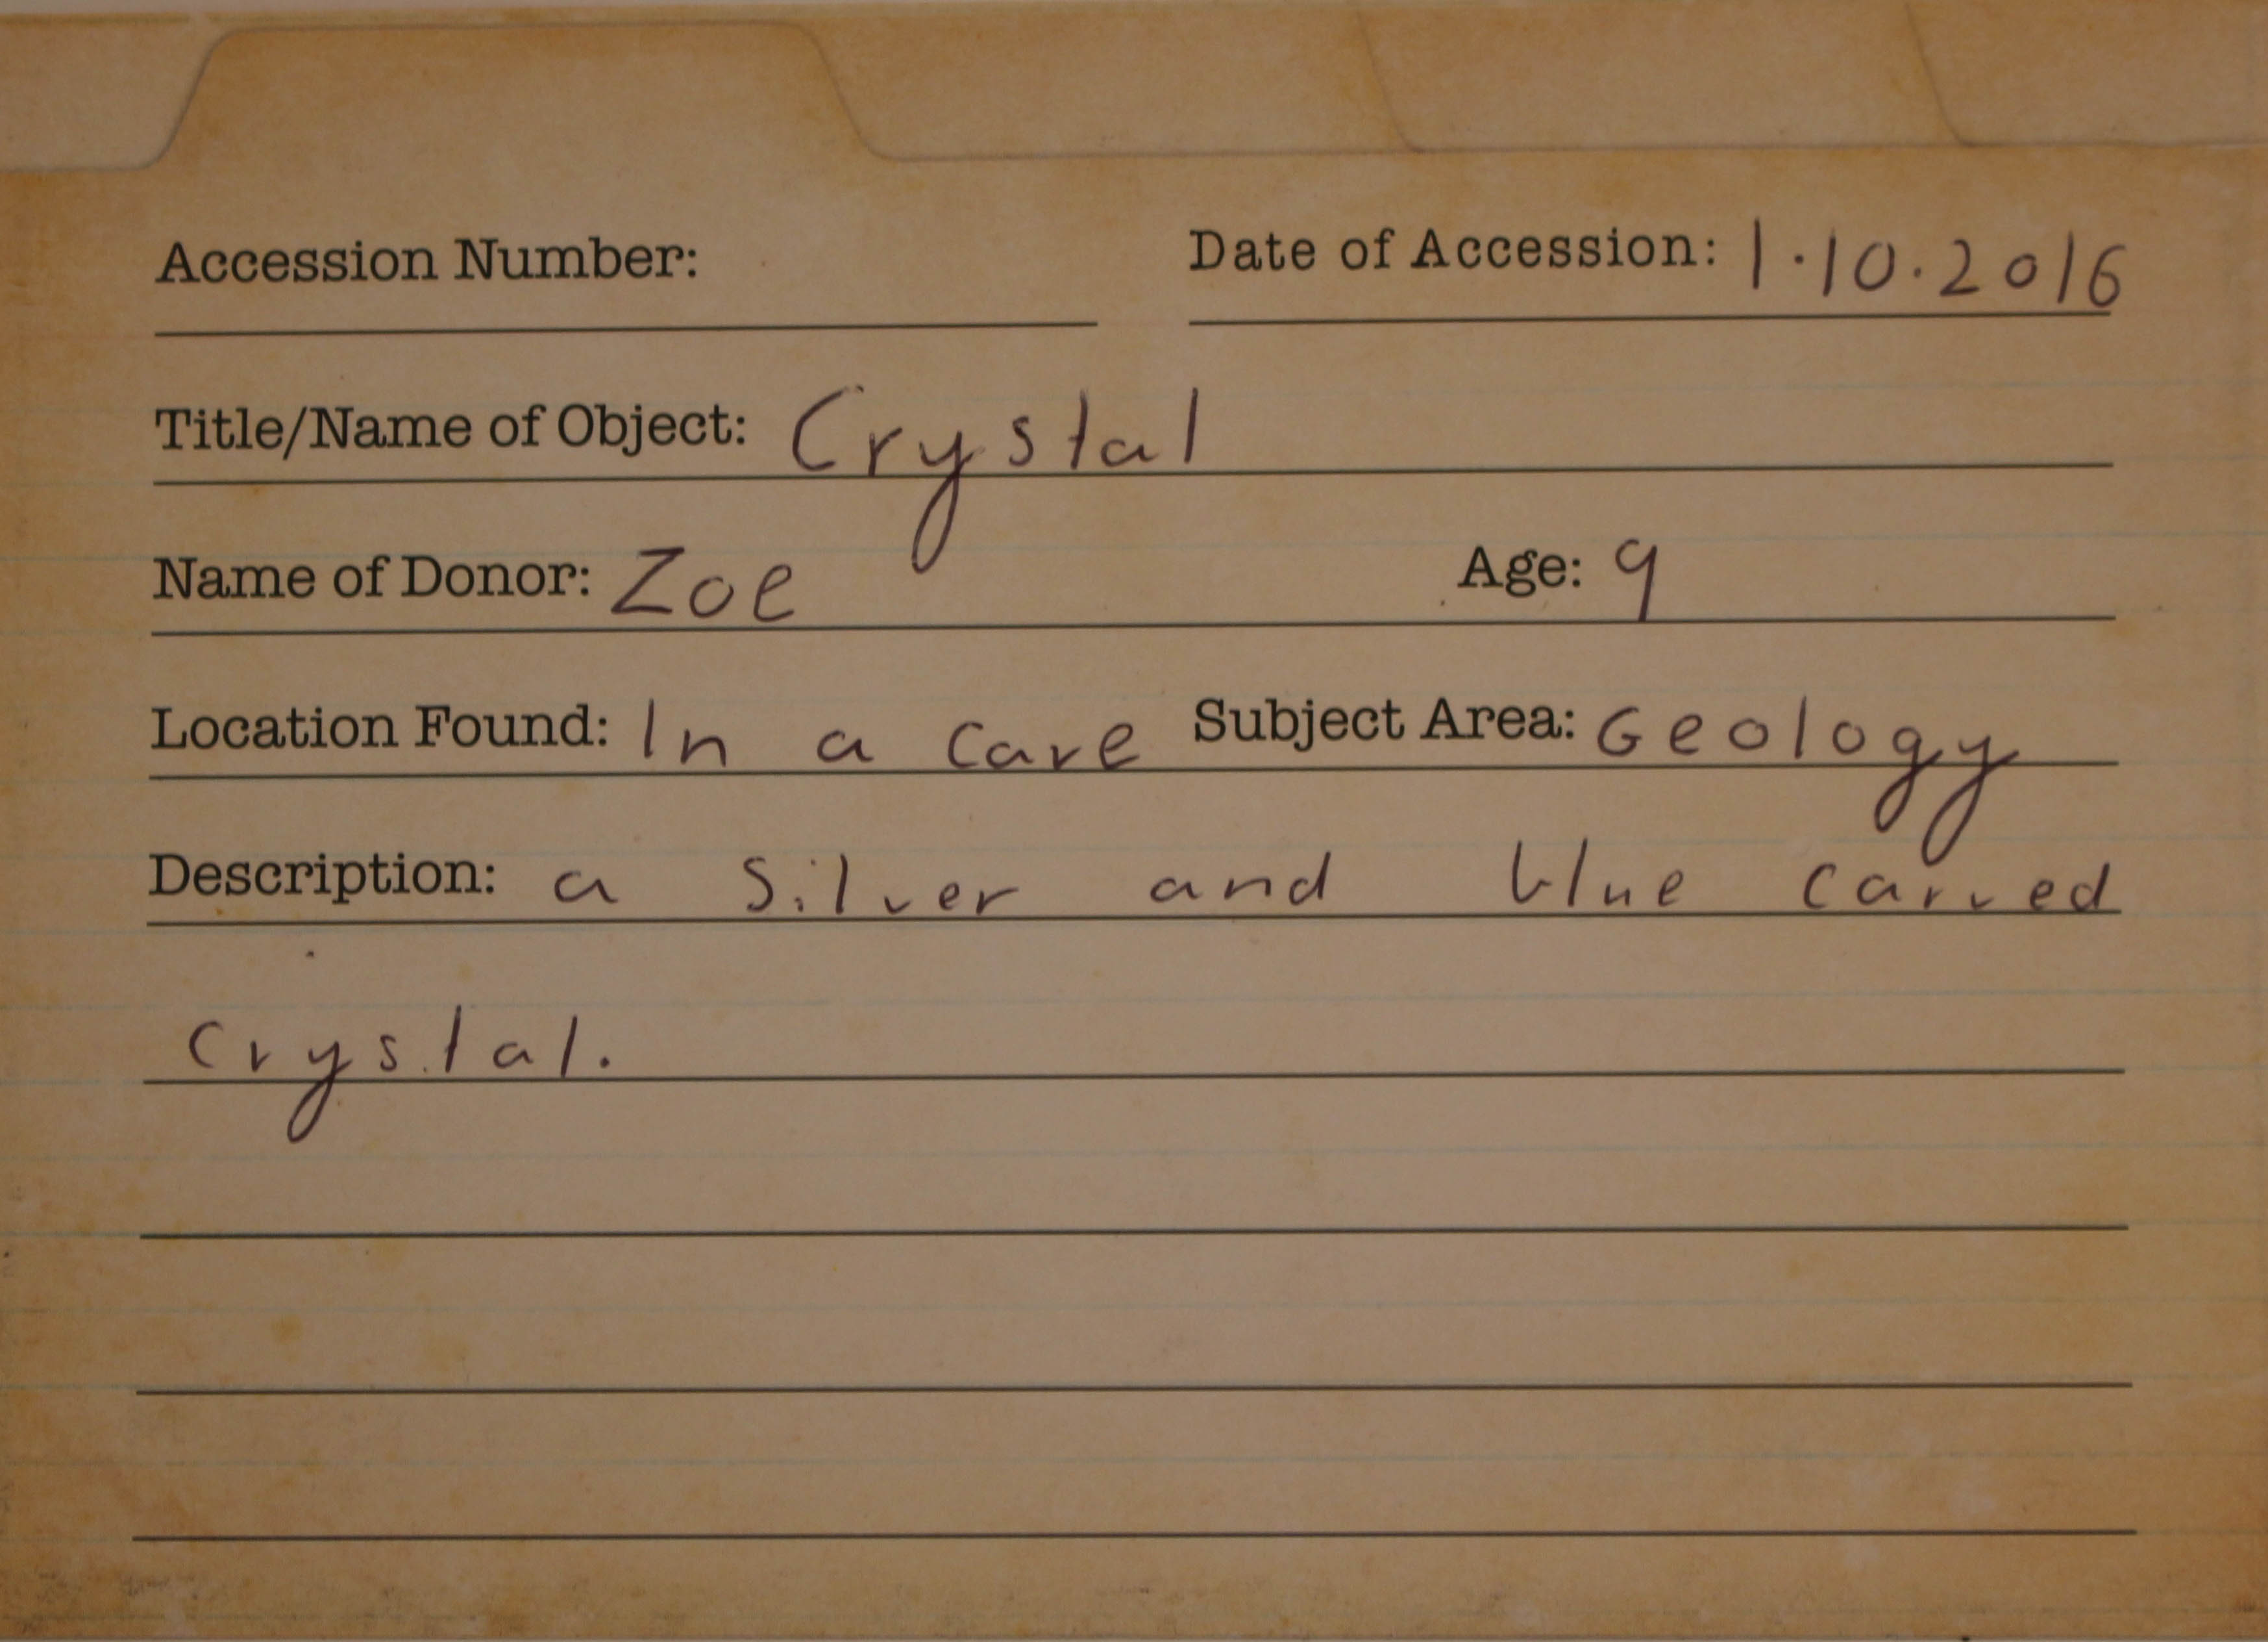 Accession Number: Date of Accession: 1.10.2016
Title/Name of Object: Crystal
Name of Donor: Zoe Age: 9
Location Found: In a cave Subject Area: Geology
Description: a silver and blue carved
crystal.